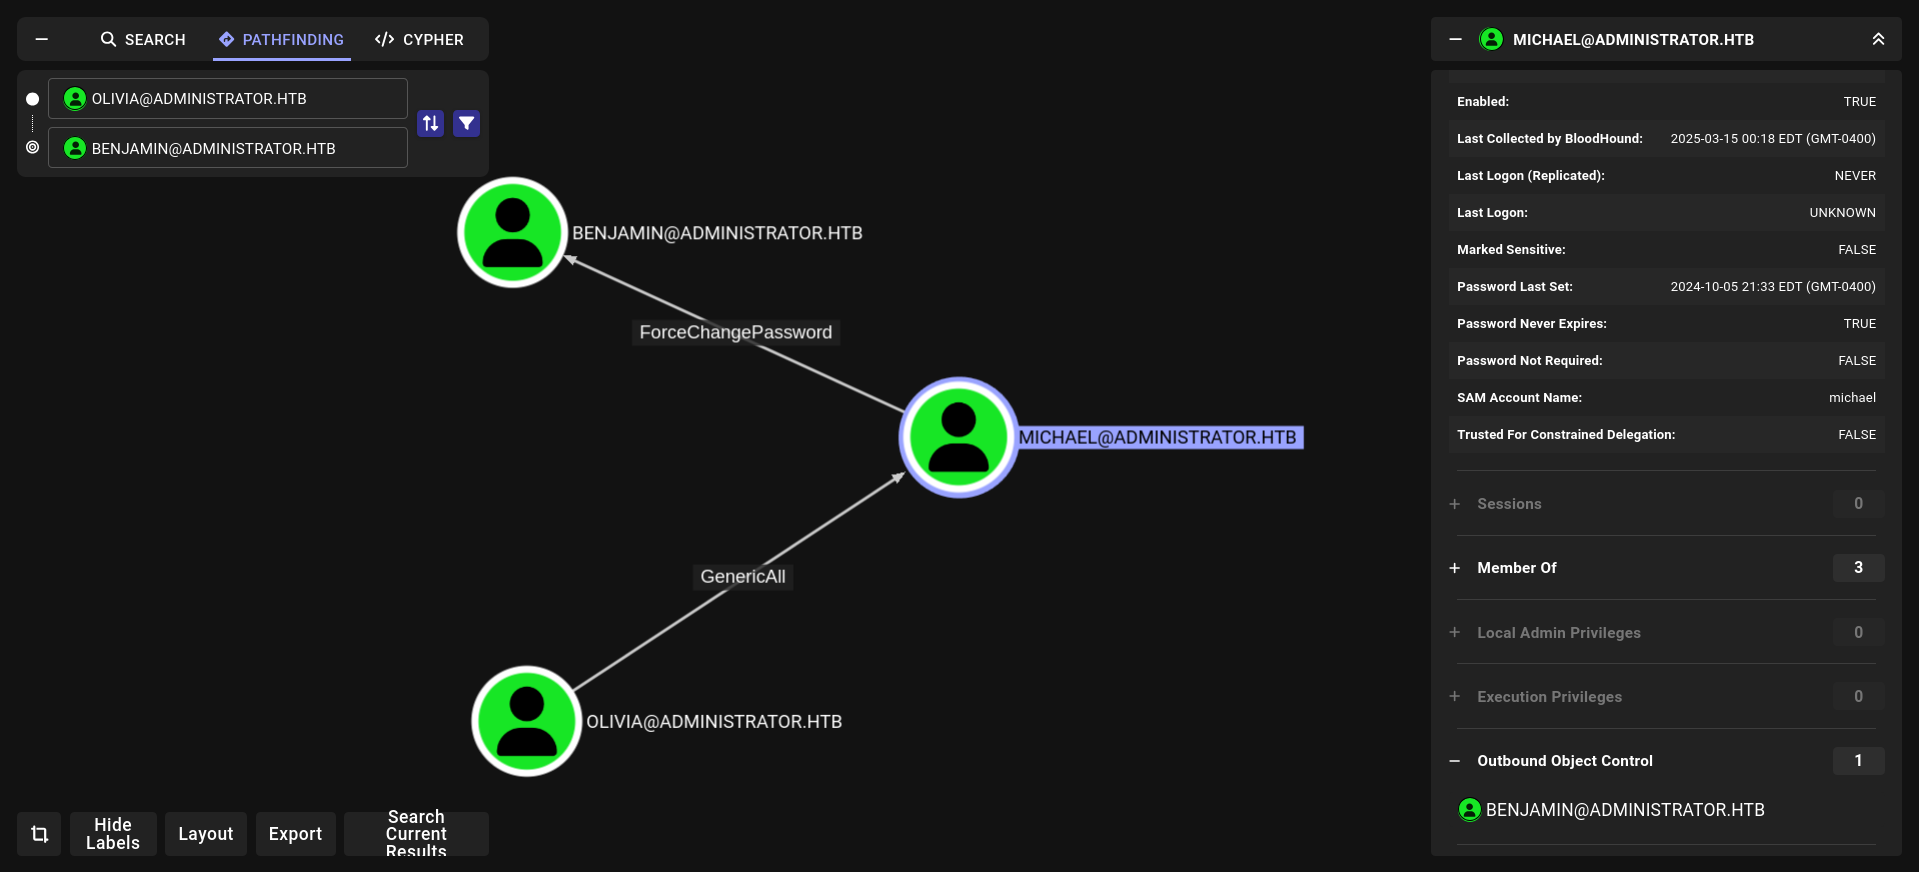 SEARCH
PATHFINDING
CYPHER
OLIVIA@ADMINISTRATOR.HTB
BENJAMIN@ADMINISTRATOR.HTB
BENJAMIN@ADMINISTRATOR.HTB
ForceChangePassword
MICHAEL@ADMINISTRATOR.HTB
GenericAll
OLIVIA@ADMINISTRATOR.HTB
Hide
Labels
Layout
Export
Search
Current
Results
MICHAEL@ADMINISTRATOR.HTB
Enabled: TRUE
Last Collected by BloodHound: 2025-03-15 00:18 EDT (GMT-0400)
Last Logon (Replicated): NEVER
Last Logon: UNKNOWN
Marked Sensitive: FALSE
Password Last Set: 2024-10-05 21:33 EDT (GMT-0400)
Password Never Expires: TRUE
Password Not Required: FALSE
SAM Account Name: michael
Trusted For Constrained Delegation: FALSE
Sessions 0
Member Of 3
Local Admin Privileges 0
Execution Privileges 0
Outbound Object Control 1
BENJAMIN@ADMINISTRATOR.HTB